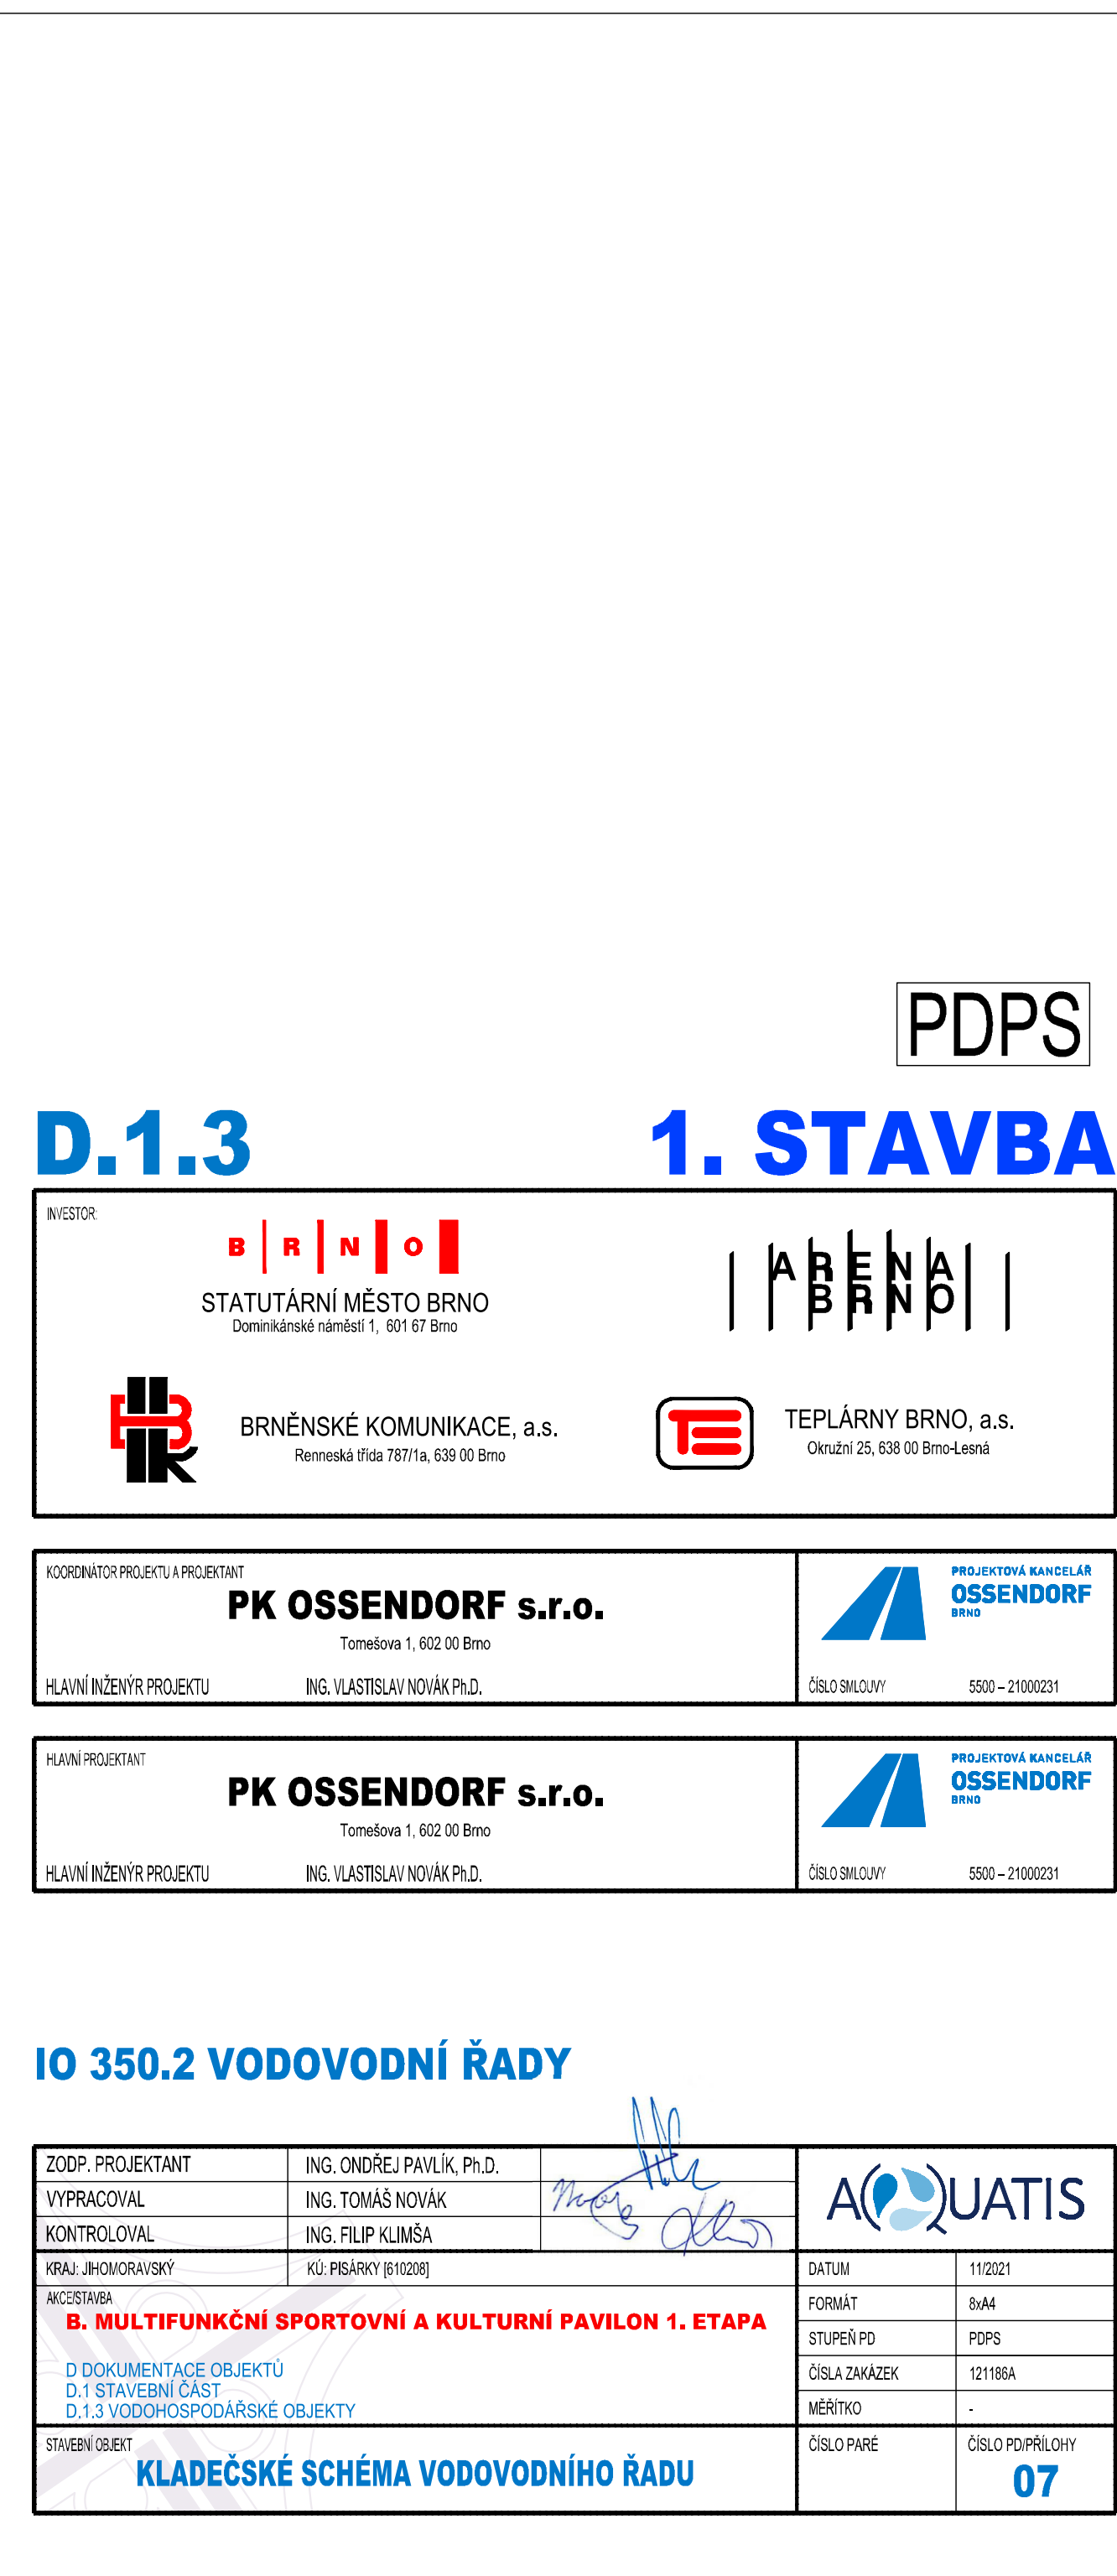 PDPS
D.1.3 1. STAVBA
INVESTOR:
BRNO
STATUTÁRNÍ MĚSTO BRNO
Dominikánské náměstí 1, 601 67 Brno
ARENA
BRNO
BRNĚNSKÉ KOMUNIKACE, a.s.
Renneská třída 787/1a, 639 00 Brno
TEPLÁRNY BRNO, a.s.
Okružní 25, 638 00 Brno-Lesná
KOORDINÁTOR PROJEKTU A PROJEKTANT
PK OSSENDORF s.r.o.
Tomešova 1, 602 00 Brno
HLAVNÍ INŽENÝR PROJEKTU ING. VLASTISLAV NOVÁK Ph.D.
PROJEKTOVÁ KANCELÁŘ
OSSENDORF
BRNO
ČÍSLO SMLOUVY 5500 – 21000231
HLAVNÍ PROJEKTANT
PK OSSENDORF s.r.o.
Tomešova 1, 602 00 Brno
HLAVNÍ INŽENÝR PROJEKTU ING. VLASTISLAV NOVÁK Ph.D.
PROJEKTOVÁ KANCELÁŘ
OSSENDORF
BRNO
ČÍSLO SMLOUVY 5500 – 21000231
IO 350.2 VODOVODNÍ ŘADY
ZODP. PROJEKTANT ING. ONDŘEJ PAVLÍK, Ph.D.
VYPRACOVAL ING. TOMÁŠ NOVÁK
KONTROLOVAL ING. FILIP KLIMŠA
AQUATIS
KRAJ: JIHOMORAVSKÝ KÚ: PISÁRKY [610208]
AKCE/STAVBA
B. MULTIFUNKČNÍ SPORTOVNÍ A KULTURNÍ PAVILON 1. ETAPA
D DOKUMENTACE OBJEKTŮ
D.1 STAVEBNÍ ČÁST
D.1.3 VODOHOSPODÁŘSKÉ OBJEKTY
DATUM 11/2021
FORMÁT 8xA4
STUPEŇ PD PDPS
ČÍSLA ZAKÁZEK 121186A
MĚŘÍTKO -
STAVEBNÍ OBJEKT
KLADEČSKÉ SCHÉMA VODOVODNÍHO ŘADU
ČÍSLO PARÉ ČÍSLO PD/PŘÍLOHY
07